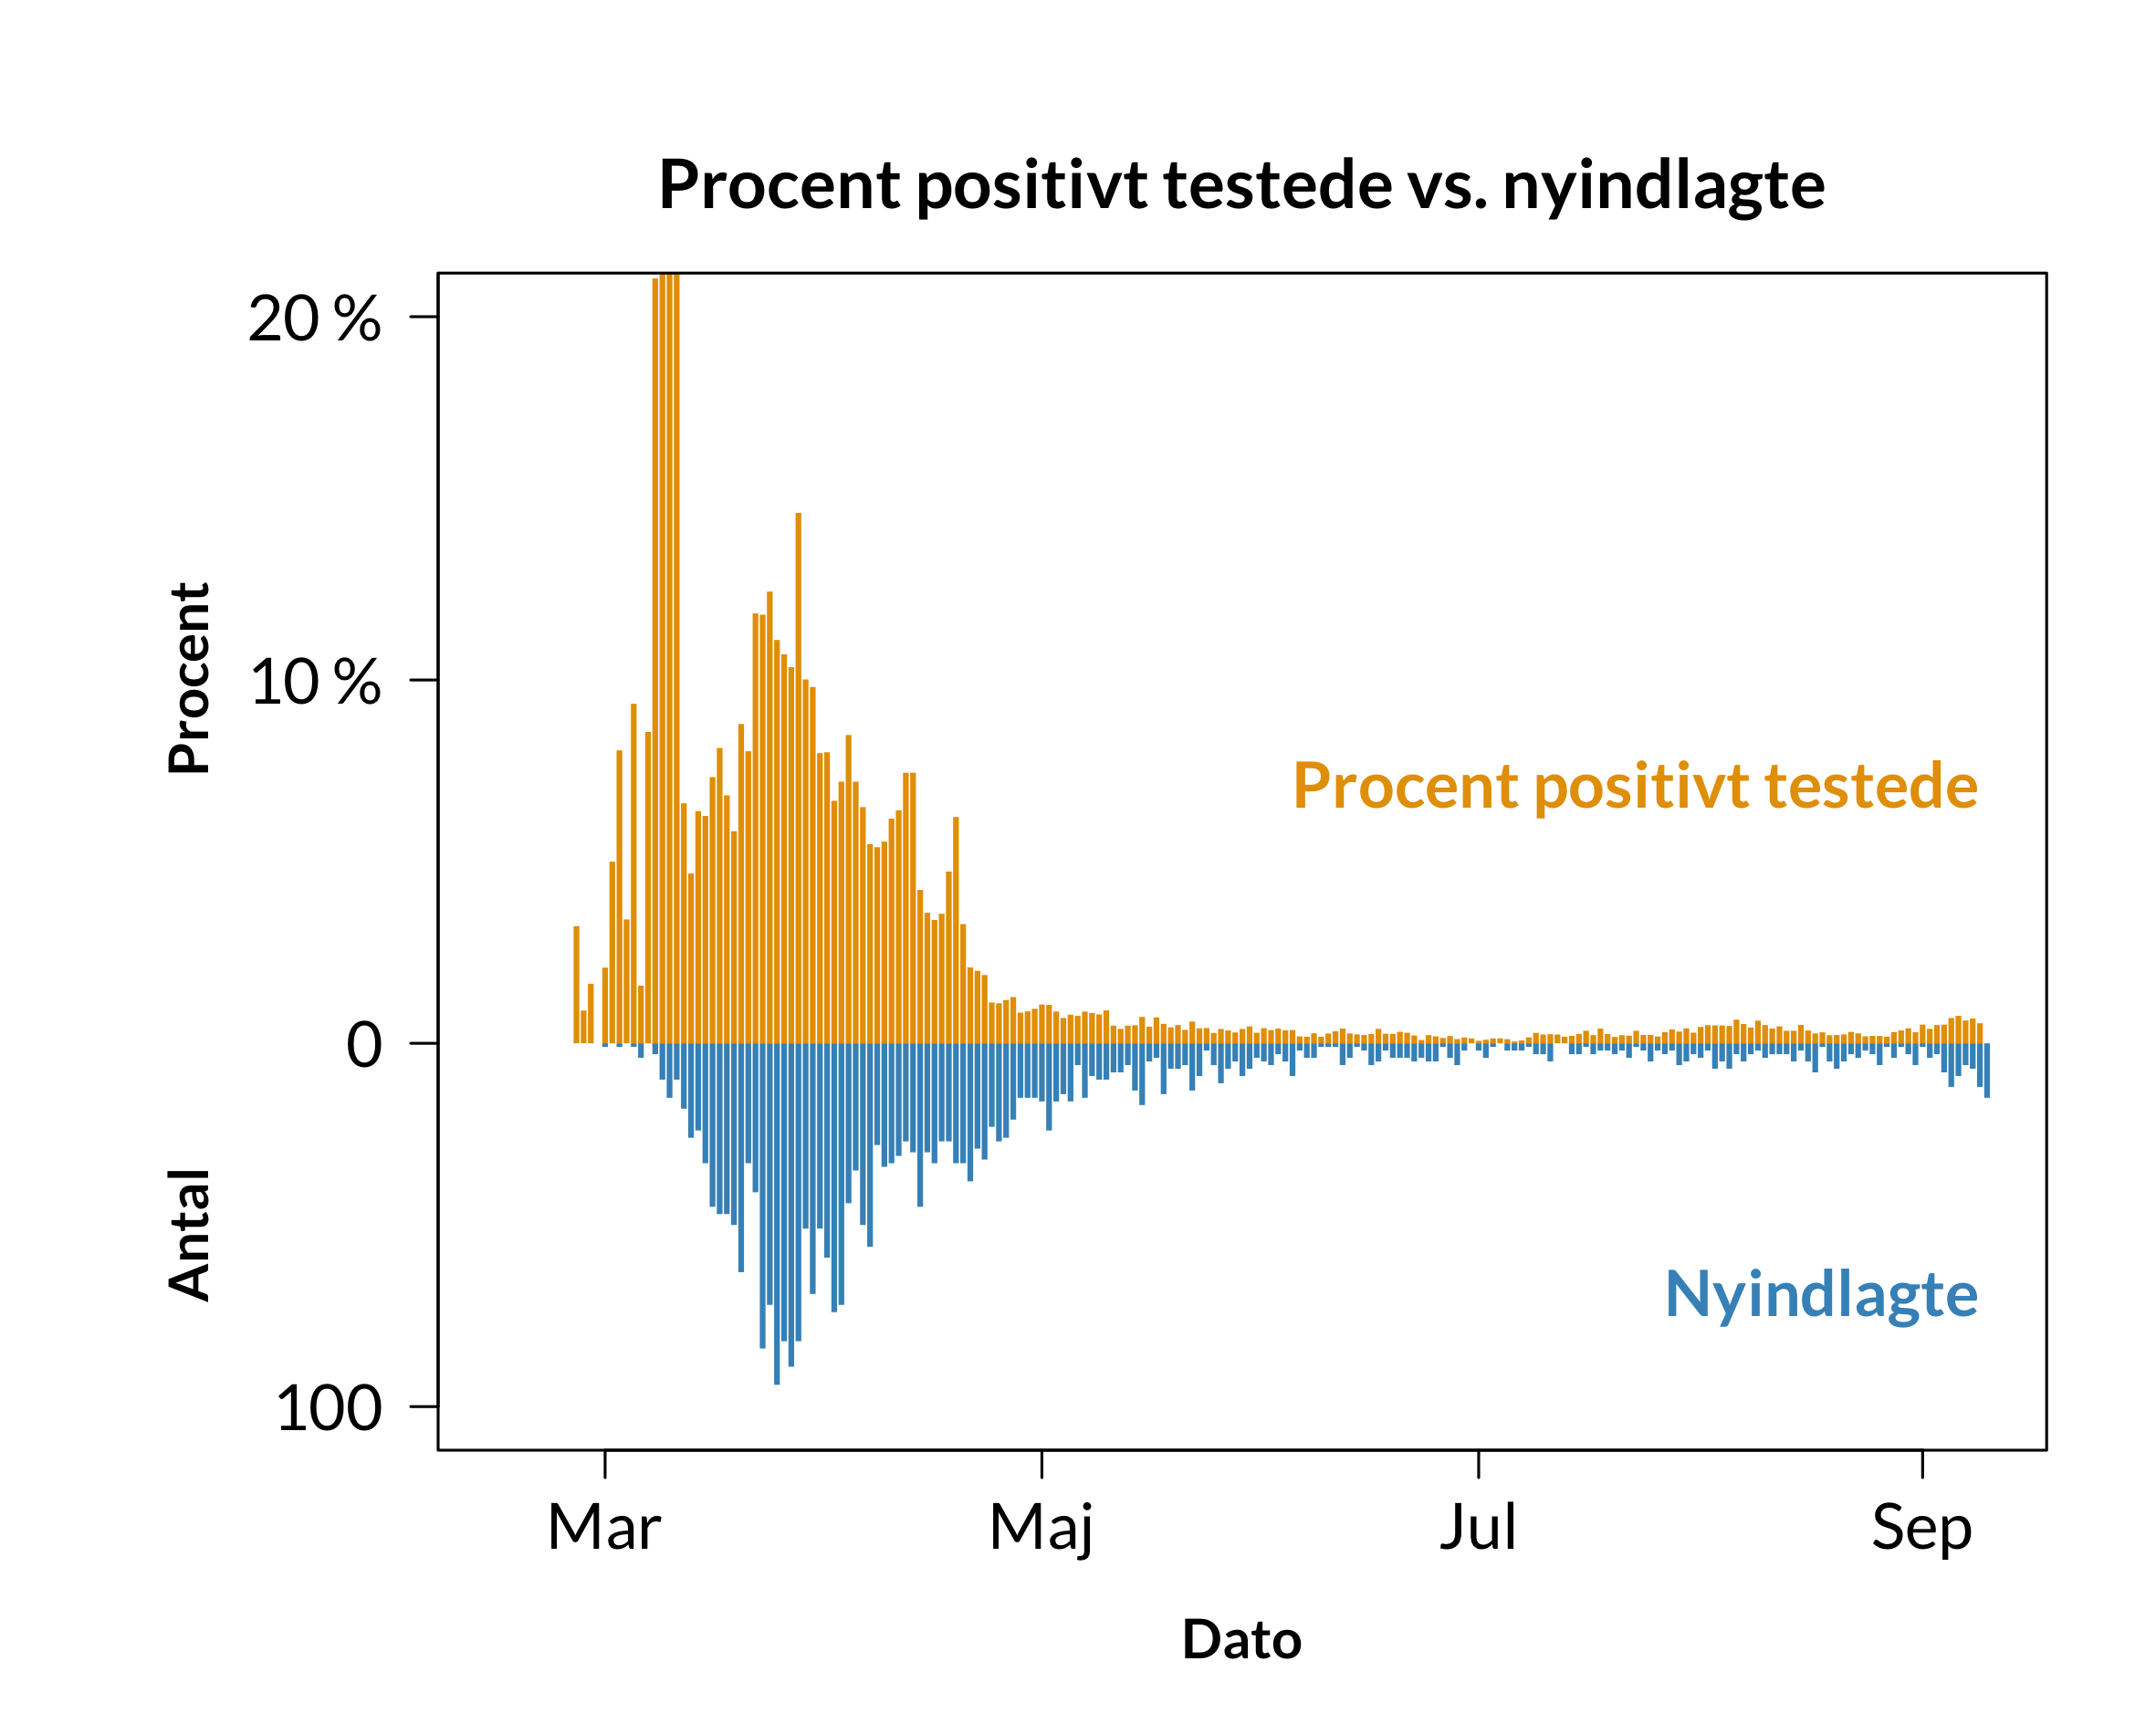 Procent positivt testede vs. nyindlagte
20 %
10 %
0
100
Procent
Antal
Procent positivt testede
Nyindlagte
Mar
Maj
Jul
Sep
Dato